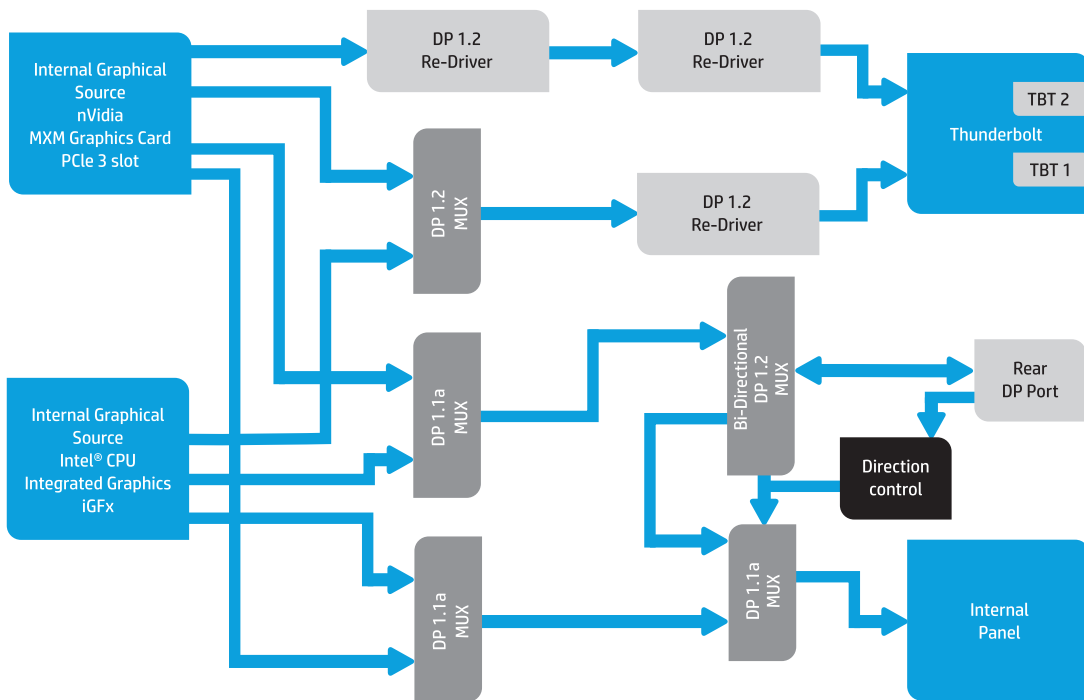 Internal Graphical
Source
nVidia
MXM Graphics Card
PCle 3 slot
DP 1.2
Re-Driver
DP 1.2
Re-Driver
Thunderbolt
TBT 2
TBT 1
DP 1.2
MUX
DP 1.2
Re-Driver
Internal Graphical
Source
Intel® CPU
Integrated Graphics
iGFx
DP 1.1a
MUX
Bi-Directional
DP 1.2
MUX
Rear
DP Port
Direction
control
DP 1.1a
MUX
DP 1.1a
MUX
Internal
Panel